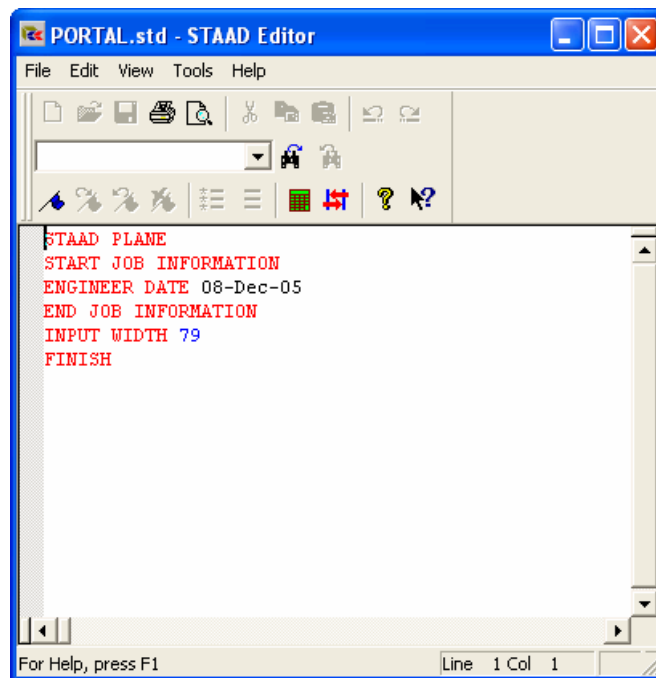 PORTAL.std - STAAD Editor
File Edit View Tools Help
STAAD PLANE
START JOB INFORMATION
ENGINEER DATE 08-Dec-05
END JOB INFORMATION
INPUT WIDTH 79
FINISH
For Help, press F1 Line 1 Col 1